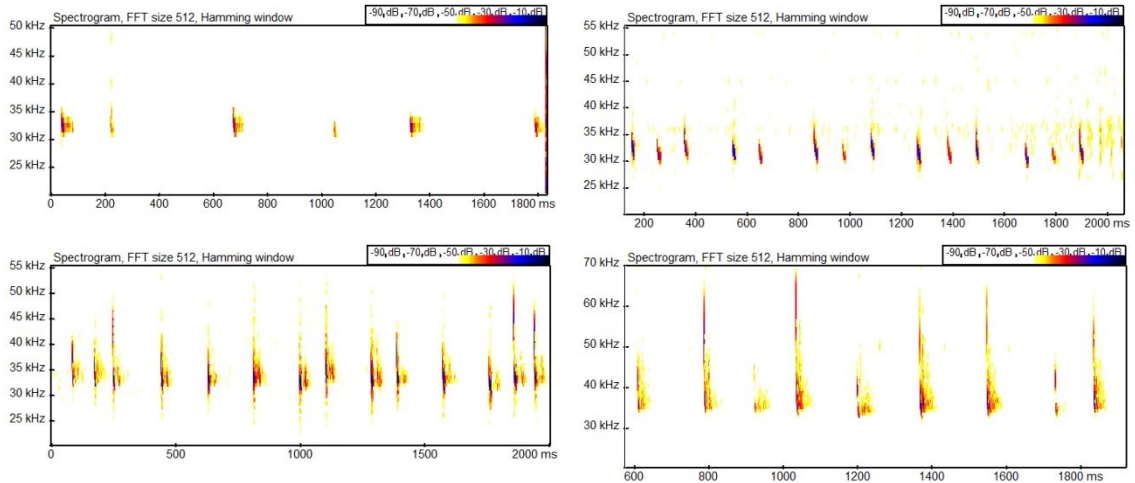 Spectrogram, FFT size 512, Hamming window
-90,dB,-70,dB,-50,dB,-30,dB,-10,dB
50 kHz
45 kHz
40 kHz
35 kHz
30 kHz
25 kHz
0 200 400 600 800 1000 1200 1400 1600 1800 ms
Spectrogram, FFT size 512, Hamming window
-90,dB,-70,dB,-50,dB,-30,dB,-10,dB
55 kHz
50 kHz
45 kHz
40 kHz
35 kHz
30 kHz
25 kHz
200 400 600 800 1000 1200 1400 1600 1800 2000 ms
Spectrogram, FFT size 512, Hamming window
-90,dB,-70,dB,-50,dB,-30,dB,-10,dB
55 kHz
50 kHz
45 kHz
40 kHz
35 kHz
30 kHz
25 kHz
0 500 1000 1500 2000 ms
Spectrogram, FFT size 512, Hamming window
-90,dB,-70,dB,-50,dB,-30,dB,-10,dB
70 kHz
60 kHz
50 kHz
40 kHz
30 kHz
600 800 1000 1200 1400 1600 1800 ms